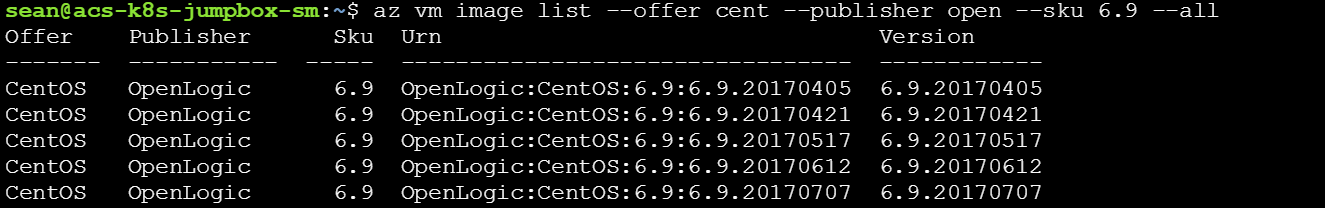 sean@acs-k8s-jumpbox-sm:~$ az vm image list --offer cent --publisher open --sku 6.9 --all
Offer    Publisher      Sku  Urn                                Version
-------  -----------  -----  ---------------------------------  ------------
CentOS   OpenLogic      6.9  OpenLogic:CentOS:6.9:6.9.20170405  6.9.20170405
CentOS   OpenLogic      6.9  OpenLogic:CentOS:6.9:6.9.20170421  6.9.20170421
CentOS   OpenLogic      6.9  OpenLogic:CentOS:6.9:6.9.20170517  6.9.20170517
CentOS   OpenLogic      6.9  OpenLogic:CentOS:6.9:6.9.20170612  6.9.20170612
CentOS   OpenLogic      6.9  OpenLogic:CentOS:6.9:6.9.20170707  6.9.20170707